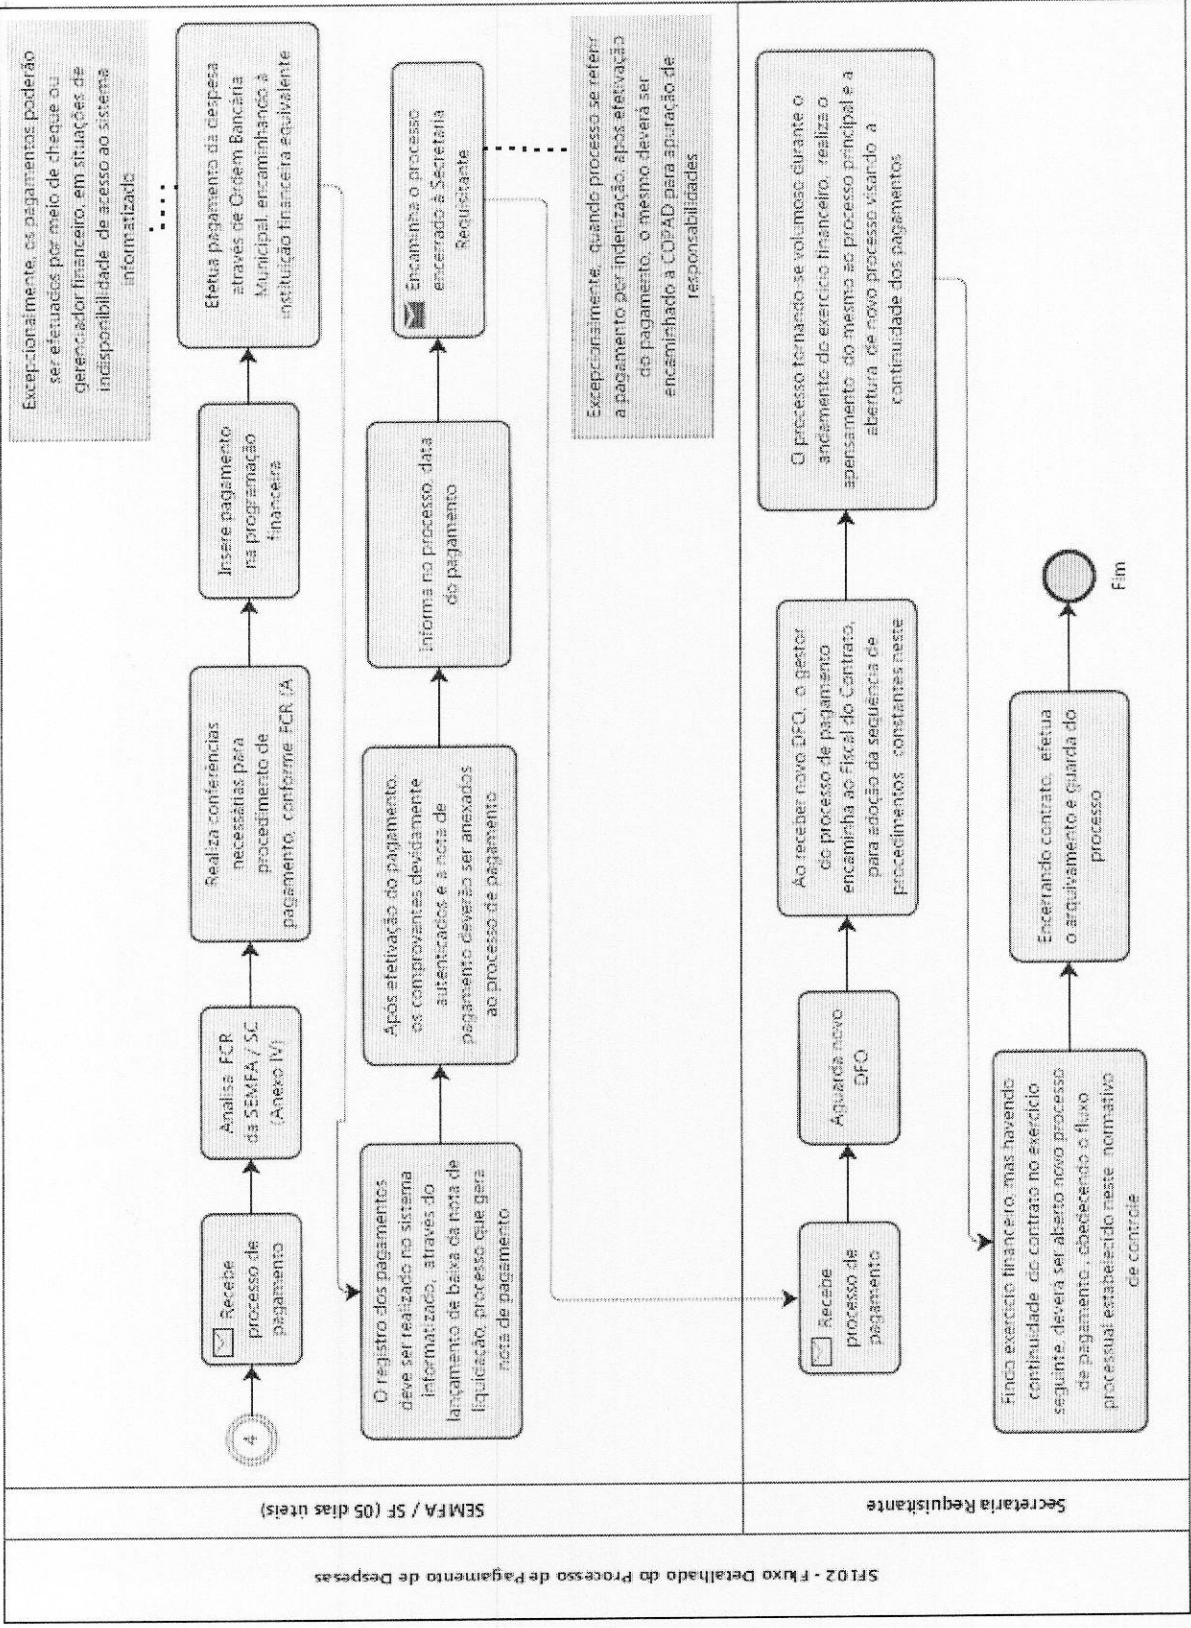 SFI 02 - Fluxo Detalhado do Processo de Pagamento de Despesas
SEMFA / SF (05 dias úteis)
4
Recebe
processo de
pagamento
Analisa FCR
da SEMFA / SC
(Anexo IV)
Realiza conferências
necessárias para
procedimento de
pagamento, conforme FCR (A
Insere pagamento
na programação
financeira
Efetua pagamento da despesa
através de Ordem Bancária
Municipal, encaminhando à
instituição financeira equivalente
Excepcionalmente, os pagamentos poderão
ser efetuados por meio de cheque ou
gerenciador financeiro, em situações de
indisponibilidade de acesso ao sistema
informatizado
O registro dos pagamentos
deve ser realizado no sistema
informatizado, através do
lançamento de baixa da nota de
liquidação, processo que gera
nota de pagamento
Após efetivação do pagamento,
os comprovantes devidamente
autenticados e a nota de
pagamento deverão ser anexados
ao processo de pagamento
Informa no processo, data
do pagamento
Encaminha o processo
encerrado à Secretaria
Requisitante
Excepcionalmente, quando processo se referir
a pagamento por indenização, após efetivação
do pagamento, o mesmo deverá ser
encaminhado a COPAD para apuração de
responsabilidades
Secretaria Requisitante
Recebe
processo de
pagamento
Aguarda novo
DFO
Ao receber novo DFO, o gestor
do processo de pagamento
encaminha ao Fiscal do Contrato,
para adoção da sequência de
procedimentos constantes neste
O processo tornando-se volumoso durante o
andamento do exercício financeiro, realiza o
apensamento do mesmo ao processo principal e a
abertura de novo processo visando a
continuidade dos pagamentos
Findo exercício financeiro, mas havendo
continuidade do contrato no exercício
seguinte, deverá ser aberto novo processo
de pagamento, obedecendo o fluxo
processual estabelecido neste normativo
de controle
Encerrando contrato, efetua
o arquivamento e guarda do
processo
Fim